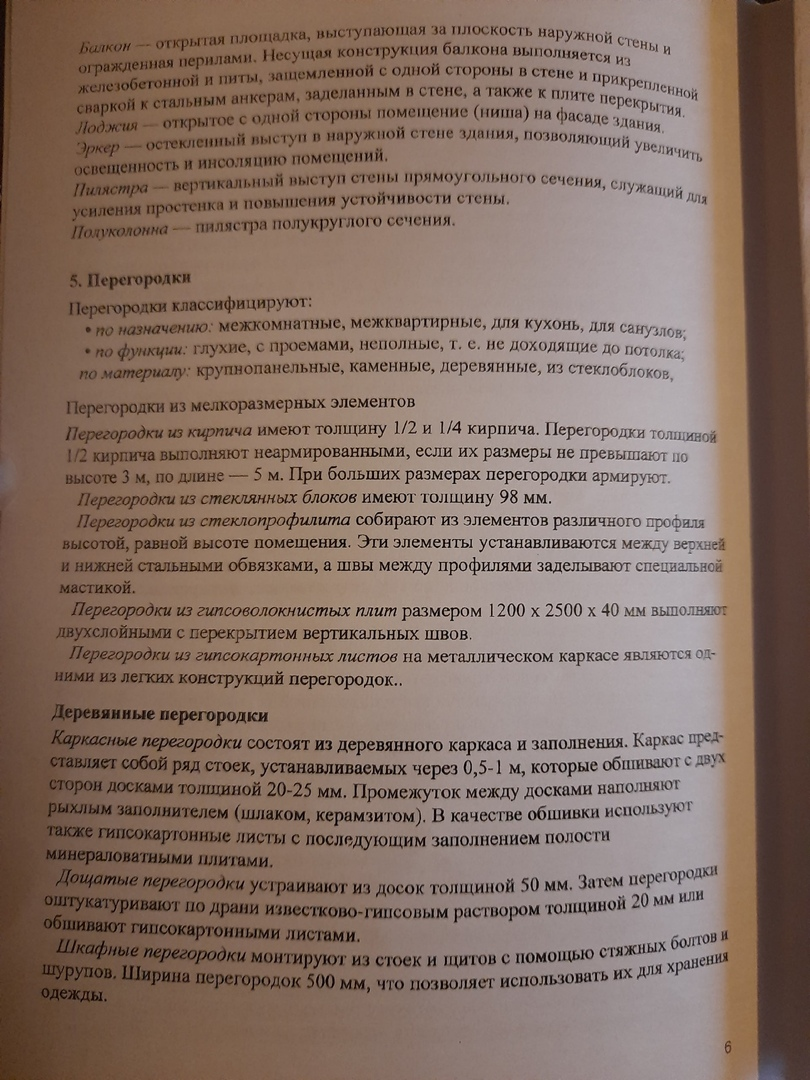 Балкон — открытая площадка, выступающая за плоскость наружной стены и
огражденная перилами. Несущая конструкция балкона выполняется из
железобетонной и питы, защемленной с одной стороны в стене и прикрепленной
сваркой к стальным анкерам, заделанным в стене, а также к плите перекрытия.
Лоджия — открытое с одной стороны помещение (ниша) на фасаде здания.
Эркер — остекленный выступ в наружной стене здания, позволяющий увеличить
освещенность и инсоляцию помещений.
Пилястра — вертикальный выступ стены прямоугольного сечения, служащий для
усиления простенка и повышения устойчивости стены.
Полуколонна — пилястра полукруглого сечения.
5. Перегородки
Перегородки классифицируют:
• по назначению: межкомнатные, межквартирные, для кухонь, для санузлов;
• по функции: глухие, с проемами, неполные, т. е. не доходящие до потолка;
по материалу: крупнопанельные, каменные, деревянные, из стеклоблоков,
Перегородки из мелкоразмерных элементов
Перегородки из кирпича имеют толщину 1/2 и 1/4 кирпича. Перегородки толщиной
1/2 кирпича выполняют неармированными, если их размеры не превышают по
высоте 3 м, по длине — 5 м. При больших размерах перегородки армируют.
Перегородки из стеклянных блоков имеют толщину 98 мм.
Перегородки из стеклопрофилита собирают из элементов различного профиля
высотой, равной высоте помещения. Эти элементы устанавливаются между верхней
и нижней стальными обвязками, а швы между профилями заделывают специальной
мастикой.
Перегородки из гипсоволокнистых плит размером 1200 х 2500 х 40 мм выполняют
двухслойными с перекрытием вертикальных швов.
Перегородки из гипсокартонных листов на металлическом каркасе являются од-
ними из легких конструкций перегородок..
Деревянные перегородки
Каркасные перегородки состоят из деревянного каркаса и заполнения. Каркас пред-
ставляет собой ряд стоек, устанавливаемых через 0,5-1 м, которые обшивают с двух
сторон досками толщиной 20-25 мм. Промежуток между досками наполняют
рыхлым заполнителем (шлаком, керамзитом). В качестве обшивки используют
также гипсокартонные листы с последующим заполнением полости
минераловатными плитами.
Дощатые перегородки устраивают из досок толщиной 50 мм. Затем перегородки
оштукатуривают по драни известково-гипсовым раствором толщиной 20 мм или
обшивают гипсокартонными листами.
Шкафные перегородки монтируют из стоек и щитов с помощью стяжных болтов и
шурупов. Ширина перегородок 500 мм, что позволяет использовать их для хранения
одежды.
6